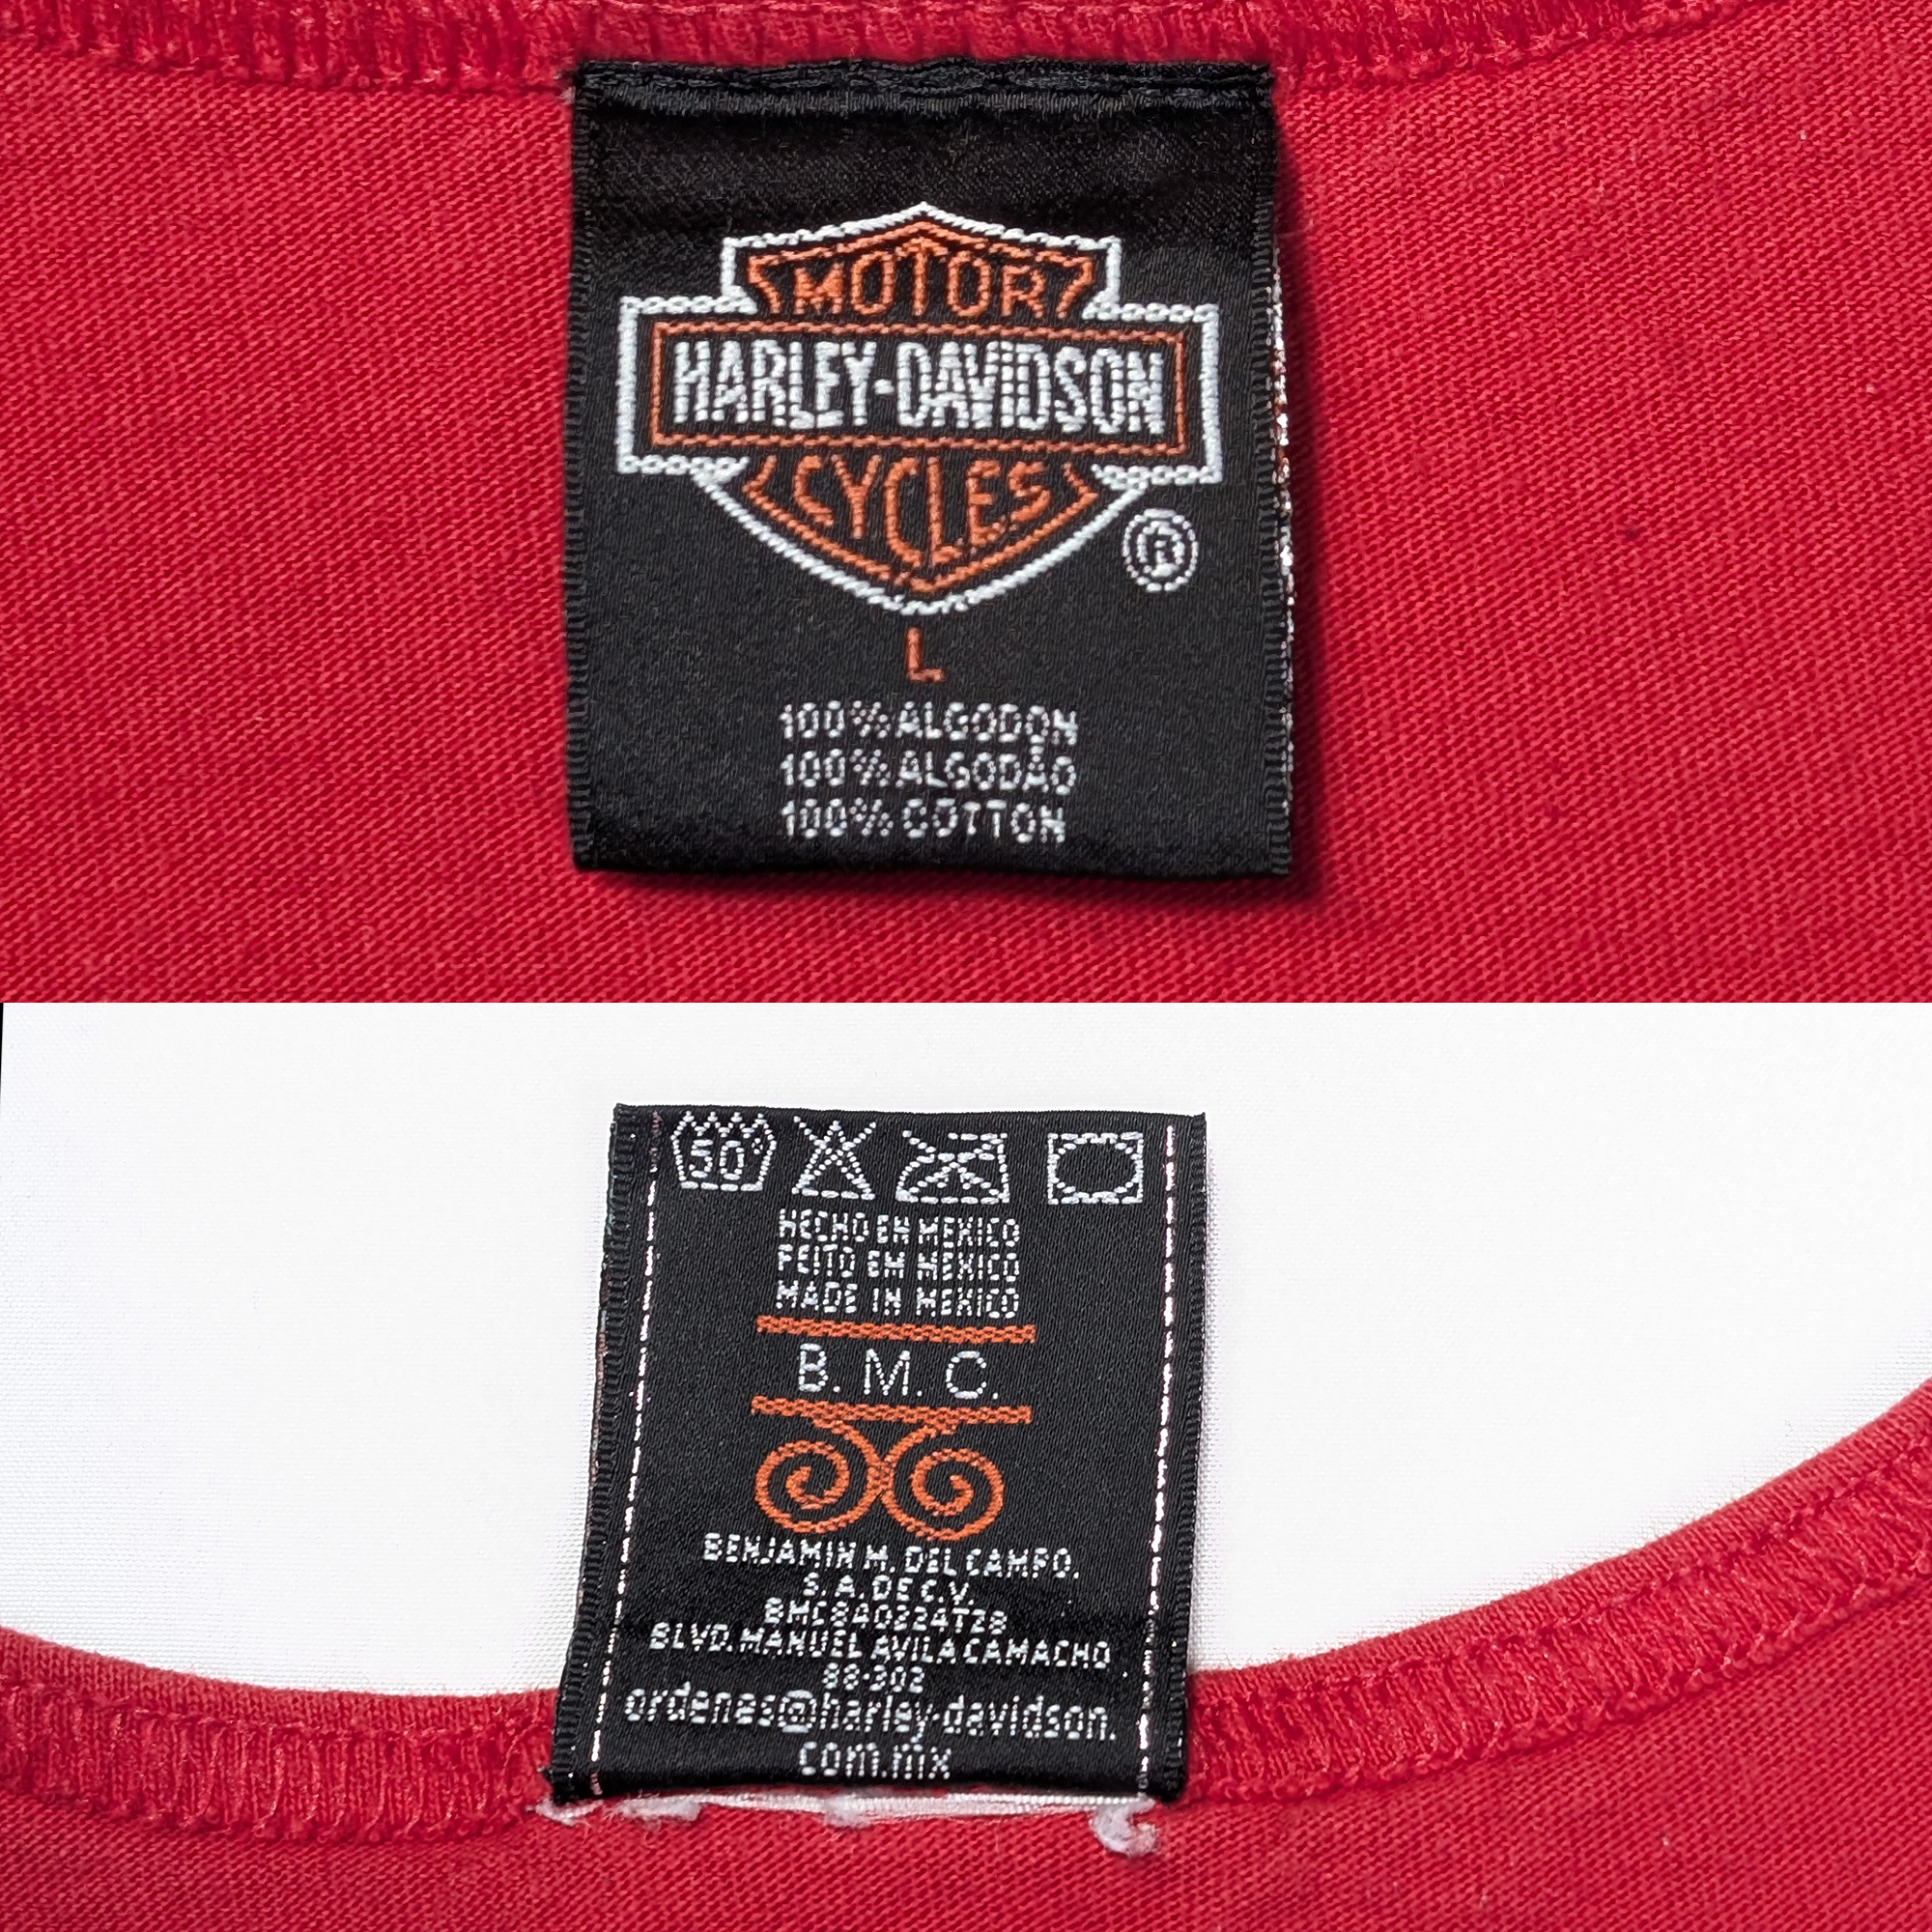 MOTOR
HARLEY-DAVIDSON
CYCLES
®
L
100% ALGODON
100% ALGODÃO
100% COTTON
50°
HECHO EN MEXICO
FEITO EM MÉXICO
MADE IN MEXICO
B. M. C.
BENJAMIN M. DEL CAMPO.
S. A. DE C. V.
BMC840224T28
BLVD. MANUEL AVILA CAMACHO
88-302
ordenes@harley-davidson.
com.mx